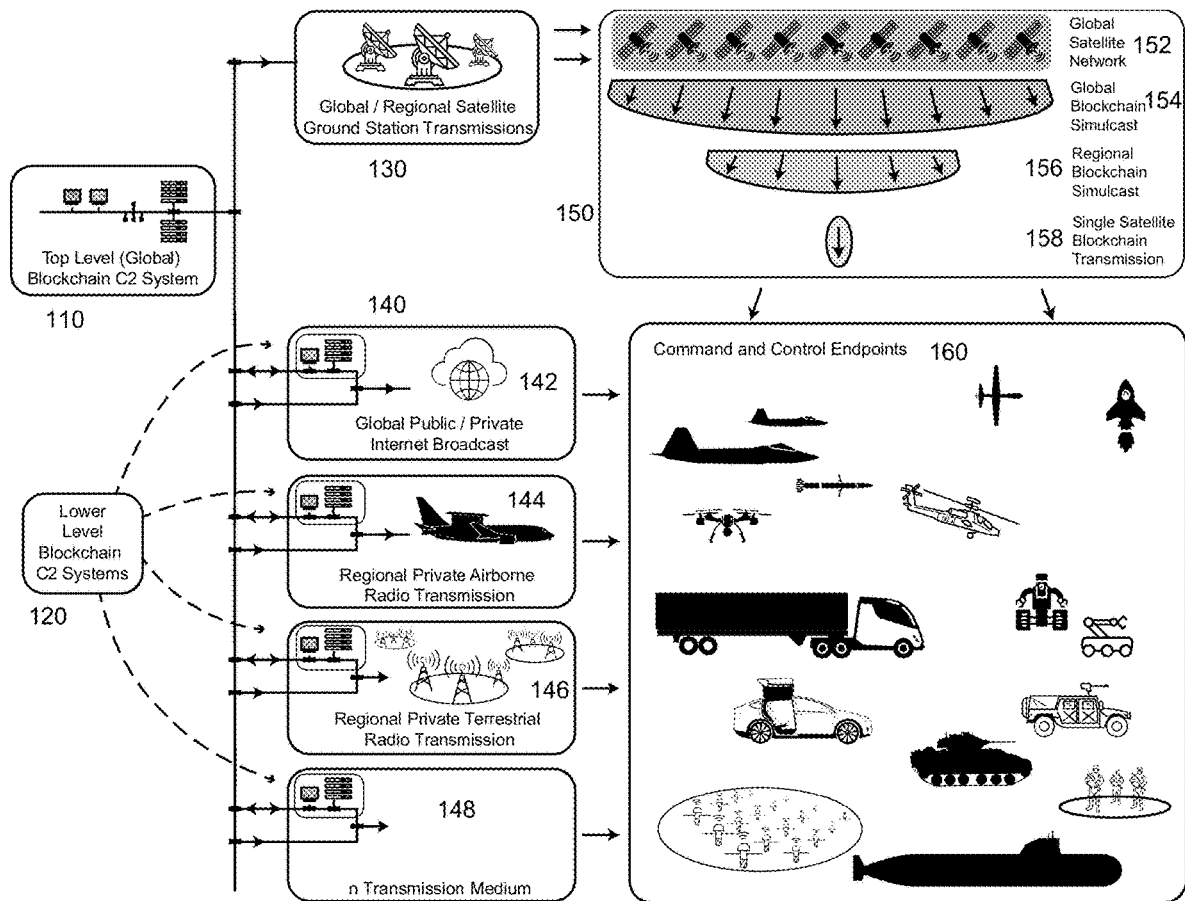 Global / Regional Satellite
Ground Station Transmissions
130
Global
Satellite
Network
152
Global
Blockchain
Simulcast
154
156
Regional
Blockchain
Simulcast
150
158
Single Satellite
Blockchain
Transmission
Top Level (Global)
Blockchain C2 System
110
140
142
Global Public / Private
Internet Broadcast
Command and Control Endpoints
160
144
Regional Private Airborne
Radio Transmission
Lower
Level
Blockchain
C2 Systems
120
146
Regional Private Terrestrial
Radio Transmission
148
n Transmission Medium